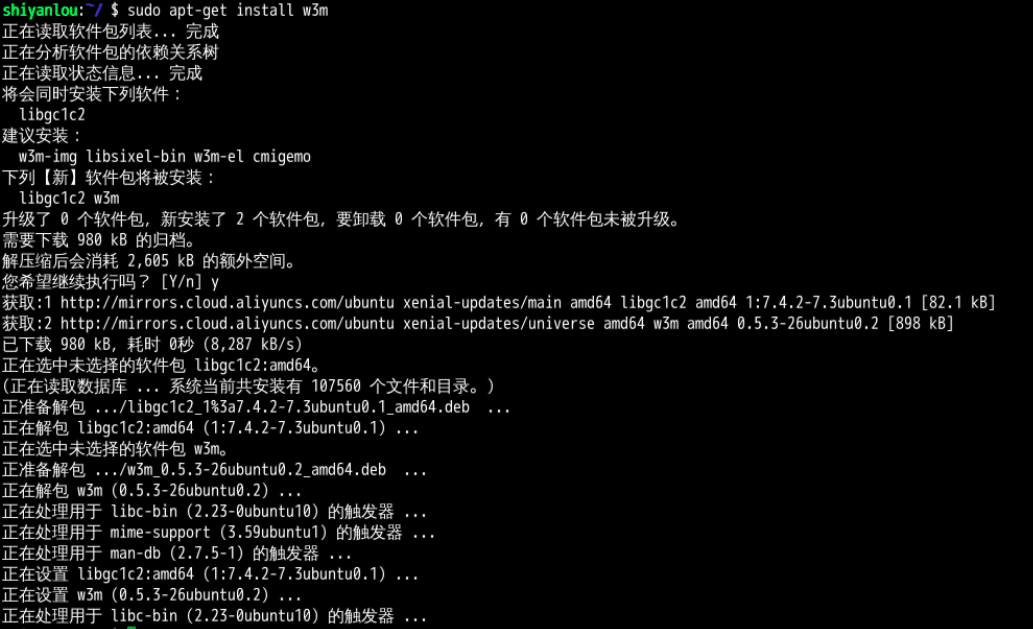 shiyanlou:~/ $ sudo apt-get install w3m
正在读取软件包列表... 完成
正在分析软件包的依赖关系树
正在读取状态信息... 完成
将会同时安装下列软件：
  libgc1c2
建议安装：
  w3m-img libsixel-bin w3m-el cmigemo
下列【新】软件包将被安装：
  libgc1c2 w3m
升级了 0 个软件包，新安装了 2 个软件包，要卸载 0 个软件包，有 0 个软件包未被升级。
需要下载 980 kB 的归档。
解压缩后会消耗 2,605 kB 的额外空间。
您希望继续执行吗？ [Y/n] y
获取:1 http://mirrors.cloud.aliyuncs.com/ubuntu xenial-updates/main amd64 libgc1c2 amd64 1:7.4.2-7.3ubuntu0.1 [82.1 kB]
获取:2 http://mirrors.cloud.aliyuncs.com/ubuntu xenial-updates/universe amd64 w3m amd64 0.5.3-26ubuntu0.2 [898 kB]
已下载 980 kB，耗时 0秒 (8,287 kB/s)
正在选中未选择的软件包 libgc1c2:amd64。
(正在读取数据库 ... 系统当前共安装有 107560 个文件和目录。)
正准备解包 .../libgc1c2_1%3a7.4.2-7.3ubuntu0.1_amd64.deb  ...
正在解包 libgc1c2:amd64 (1:7.4.2-7.3ubuntu0.1) ...
正在选中未选择的软件包 w3m。
正准备解包 .../w3m_0.5.3-26ubuntu0.2_amd64.deb  ...
正在解包 w3m (0.5.3-26ubuntu0.2) ...
正在处理用于 libc-bin (2.23-0ubuntu10) 的触发器 ...
正在处理用于 mime-support (3.59ubuntu1) 的触发器 ...
正在处理用于 man-db (2.7.5-1) 的触发器 ...
正在设置 libgc1c2:amd64 (1:7.4.2-7.3ubuntu0.1) ...
正在设置 w3m (0.5.3-26ubuntu0.2) ...
正在处理用于 libc-bin (2.23-0ubuntu10) 的触发器 ...